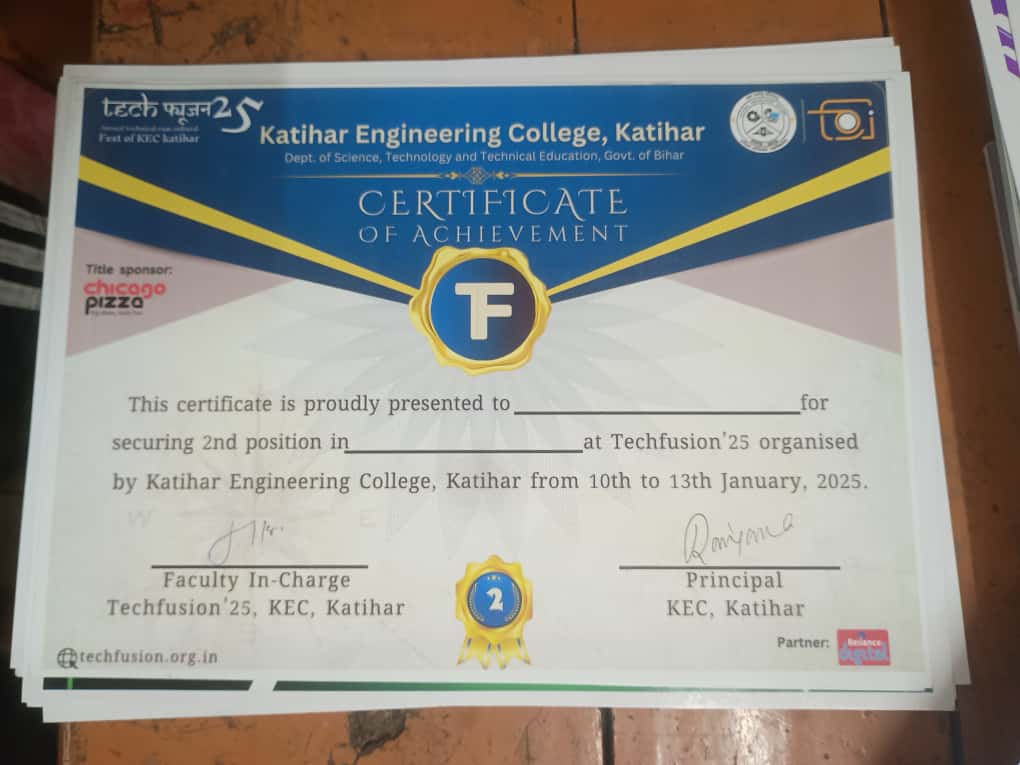 tech फ्यूजन 25
Fest of KEC katihar
Katihar Engineering College, Katihar
Dept. of Science, Technology and Technical Education, Govt. of Bihar
CERTIFICATE
OF ACHIEVEMENT
Title sponsor:
chicago
pizza
TF
This certificate is proudly presented to for
securing 2nd position in at Techfusion'25 organised
by Katihar Engineering College, Katihar from 10th to 13th January, 2025.
W E
Faculty In-Charge
Techfusion'25, KEC, Katihar
2
Principal
KEC, Katihar
Partner:
Reliance
digital
techfusion.org.in